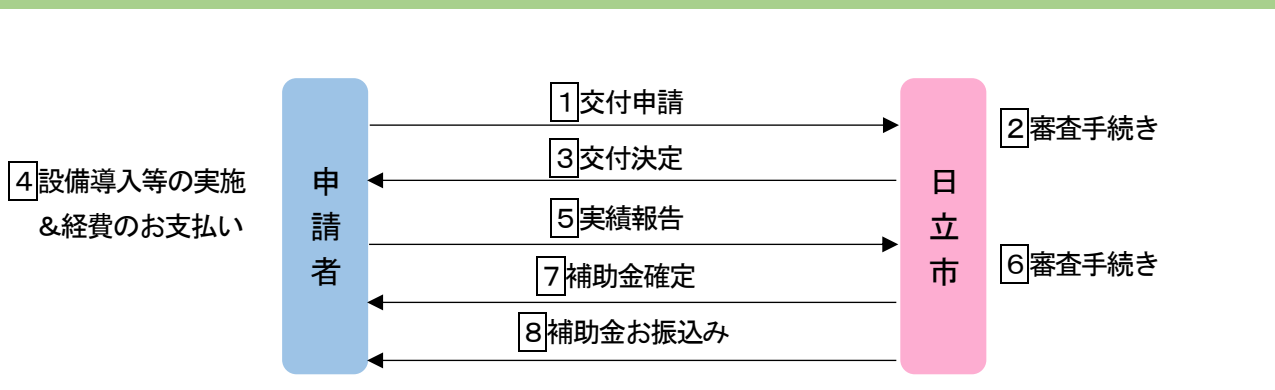 1交付申請
2審査手続き
3交付決定
4設備導入等の実施
&経費のお支払い
申請者
日立市
5実績報告
6審査手続き
7補助金確定
8補助金お振込み